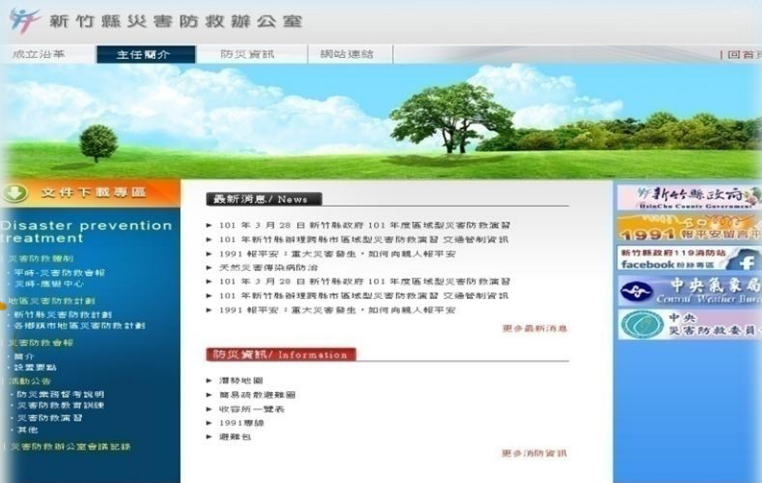 新竹縣災害防救辦公室
成立沿革 主任簡介 防災資訊 網站連結 | 回首頁
文件下載專區
Disaster prevention
treatment
災害防救體制
· 平時-災害防救會報
· 災時-應變中心
地區災害防救計劃
· 新竹縣災害防救計劃
· 各鄉鎮市地區災害防救計劃
災害防救會報
· 簡介
· 設置要點
活動公告
· 防災業務督考說明
· 災害防救教育訓練
· 災害防救演習
· 其他
災害防救辦公室會議記錄
最新消息/ News
► 101 年 3 月 28 日 新竹縣政府 101 年度區域型災害防救演習
► 101 年新竹縣辦理跨縣市區域型災害防救演習 交通管制資訊
► 1991 報平安：重大災害發生，如何向親人報平安
► 天然災害傳染病防治
► 101 年 3 月 28 日 新竹縣政府 101 年度區域型災害防救演習
► 101 年新竹縣辦理跨縣市區域型災害防救演習 交通管制資訊
► 1991 報平安：重大災害發生，如何向親人報平安
更多最新消息
防災資訊/ Information
► 潛勢地圖
► 簡易疏散避難圖
► 收容所一覽表
► 1991專線
► 避難包
更多消防資訊
新竹縣政府
HsinChu County Government
1991 報平安留言平
新竹縣政府119消防站
facebook 粉絲專區
中央氣象局
Central Weather Bure
中央
災害防救委員